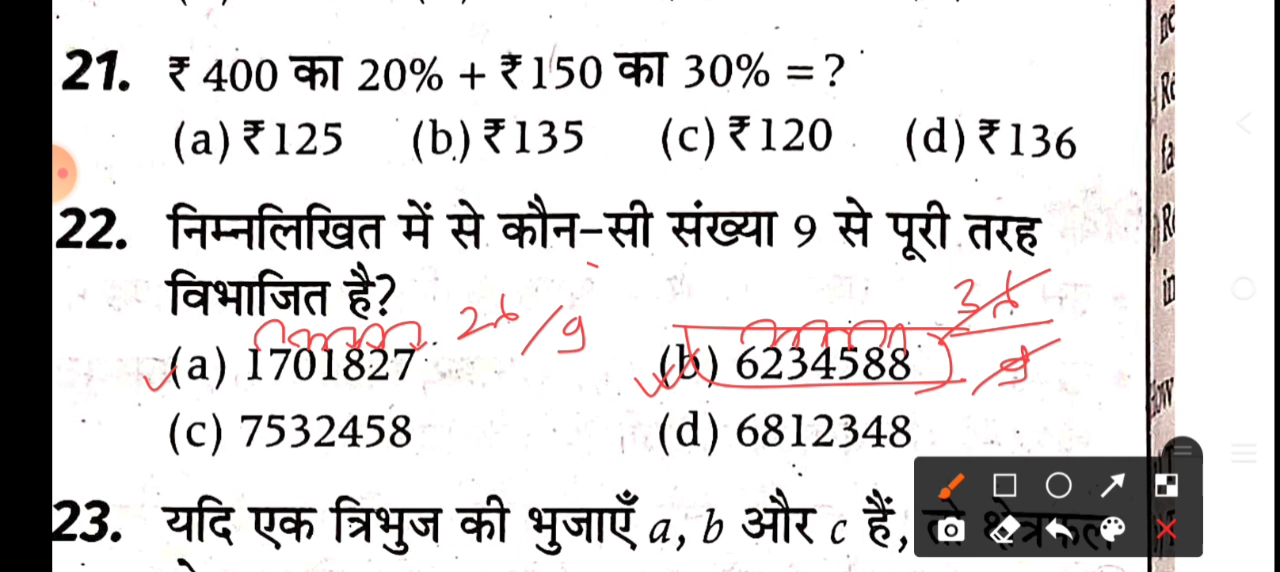 21. ₹ 400 का 20% + ₹ 150 का 30% = ?
(a) ₹ 125 (b) ₹ 135 (c) ₹ 120 (d) ₹ 136
22. निम्नलिखित में से कौन-सी संख्या 9 से पूरी तरह
विभाजित है?
26/9
(a) 1701827 (b) 6234588
(c) 7532458 (d) 6812348
23. यदि एक त्रिभुज की भुजाएँ a, b और c हैं, तो क्षेत्रफल